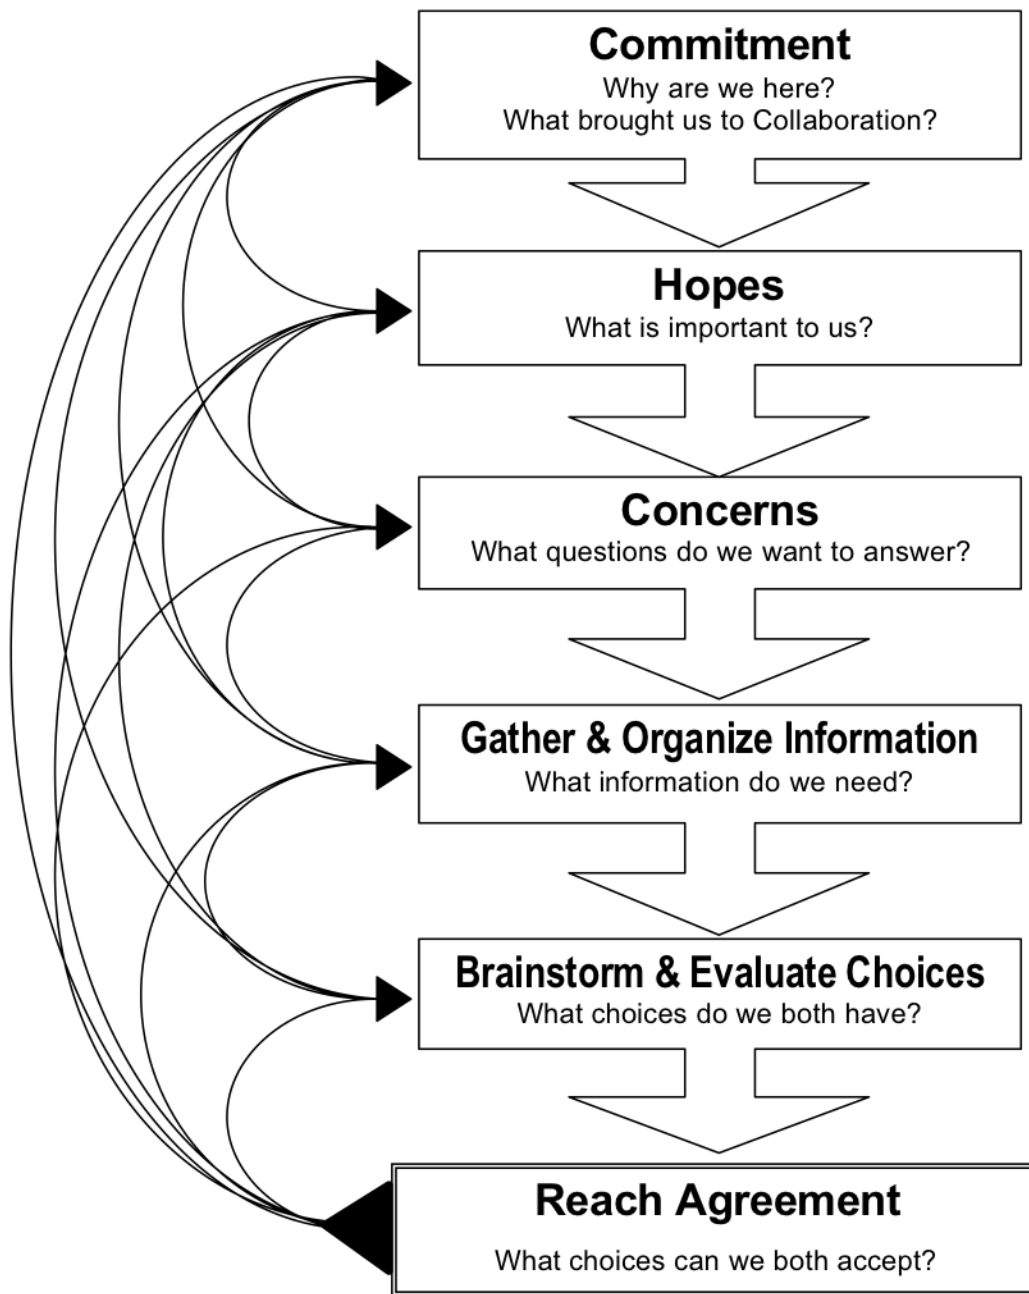 Commitment
Why are we here?
What brought us to Collaboration?
Hopes
What is important to us?
Concerns
What questions do we want to answer?
Gather & Organize Information
What information do we need?
Brainstorm & Evaluate Choices
What choices do we both have?
Reach Agreement
What choices can we both accept?